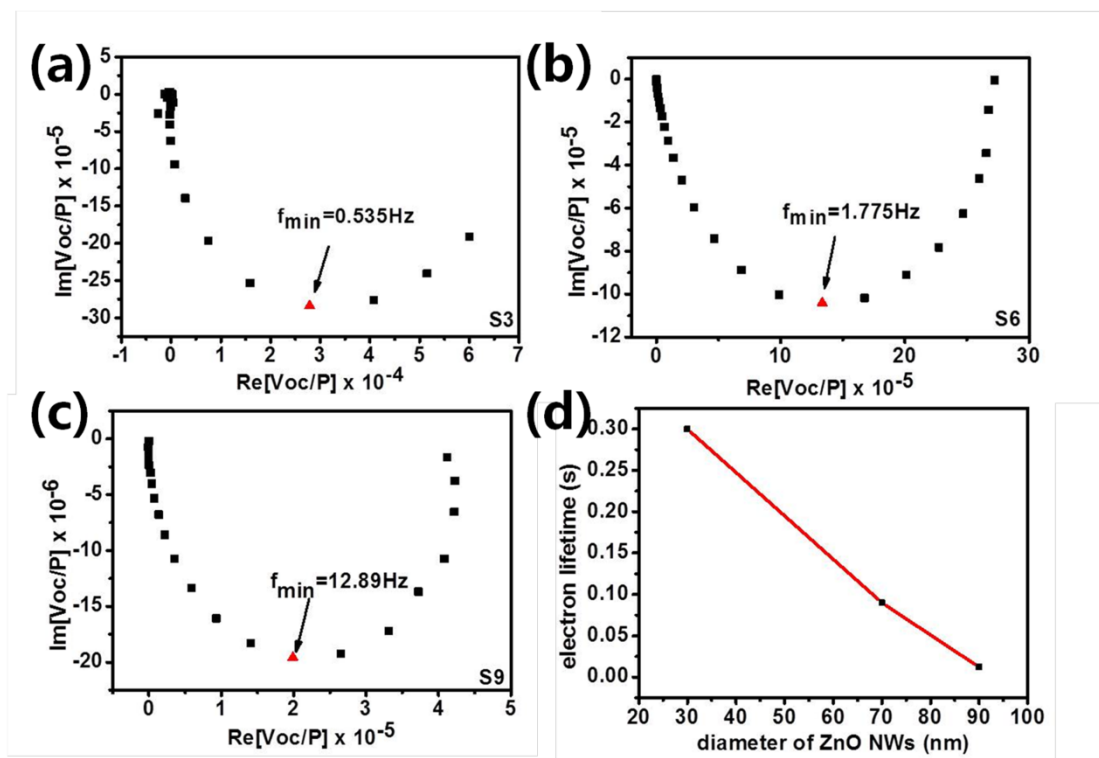 (a)
Im[Voc/P] x 10-5
5
0
-5
-10
-15
-20
-25
-30
fmin=0.535Hz
S3
-1 0 1 2 3 4 5 6 7
Re[Voc/P] x 10-4
(b)
Im[Voc/P] x 10-5
0
-2
-4
-6
-8
-10
-12
fmin=1.775Hz
S6
0 10 20 30
Re[Voc/P] x 10-5
(c)
Im[Voc/P] x 10-6
0
-5
-10
-15
-20
fmin=12.89Hz
S9
0 1 2 3 4 5
Re[Voc/P] x 10-5
(d)
electron lifetime (s)
0.30
0.25
0.20
0.15
0.10
0.05
0.00
20 30 40 50 60 70 80 90 100
diameter of ZnO NWs (nm)